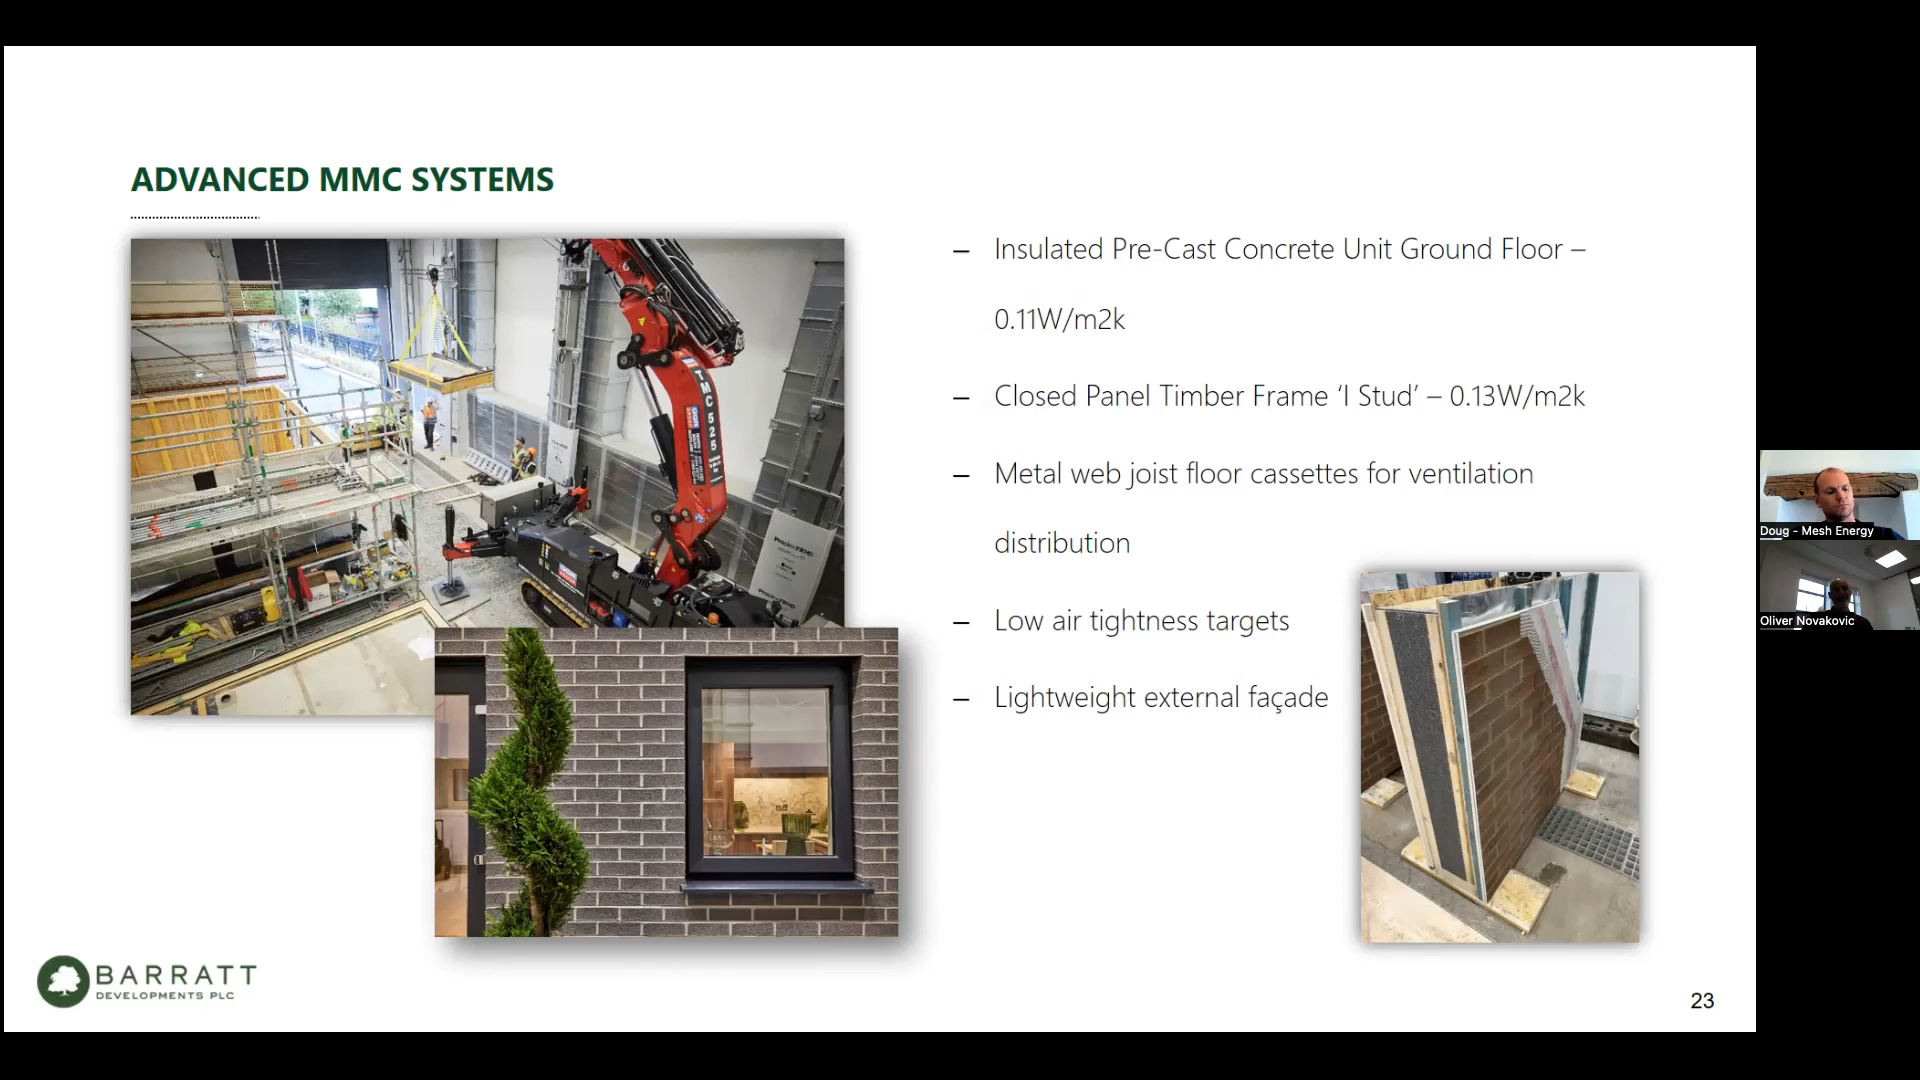 ADVANCED MMC SYSTEMS
– Insulated Pre-Cast Concrete Unit Ground Floor –
0.11W/m2k
– Closed Panel Timber Frame ‘I Stud’ – 0.13W/m2k
– Metal web joist floor cassettes for ventilation
distribution
– Low air tightness targets
– Lightweight external façade
TMC 525
BARRATT
DEVELOPMENTS PLC
23
Doug - Mesh Energy
Oliver Novakovic